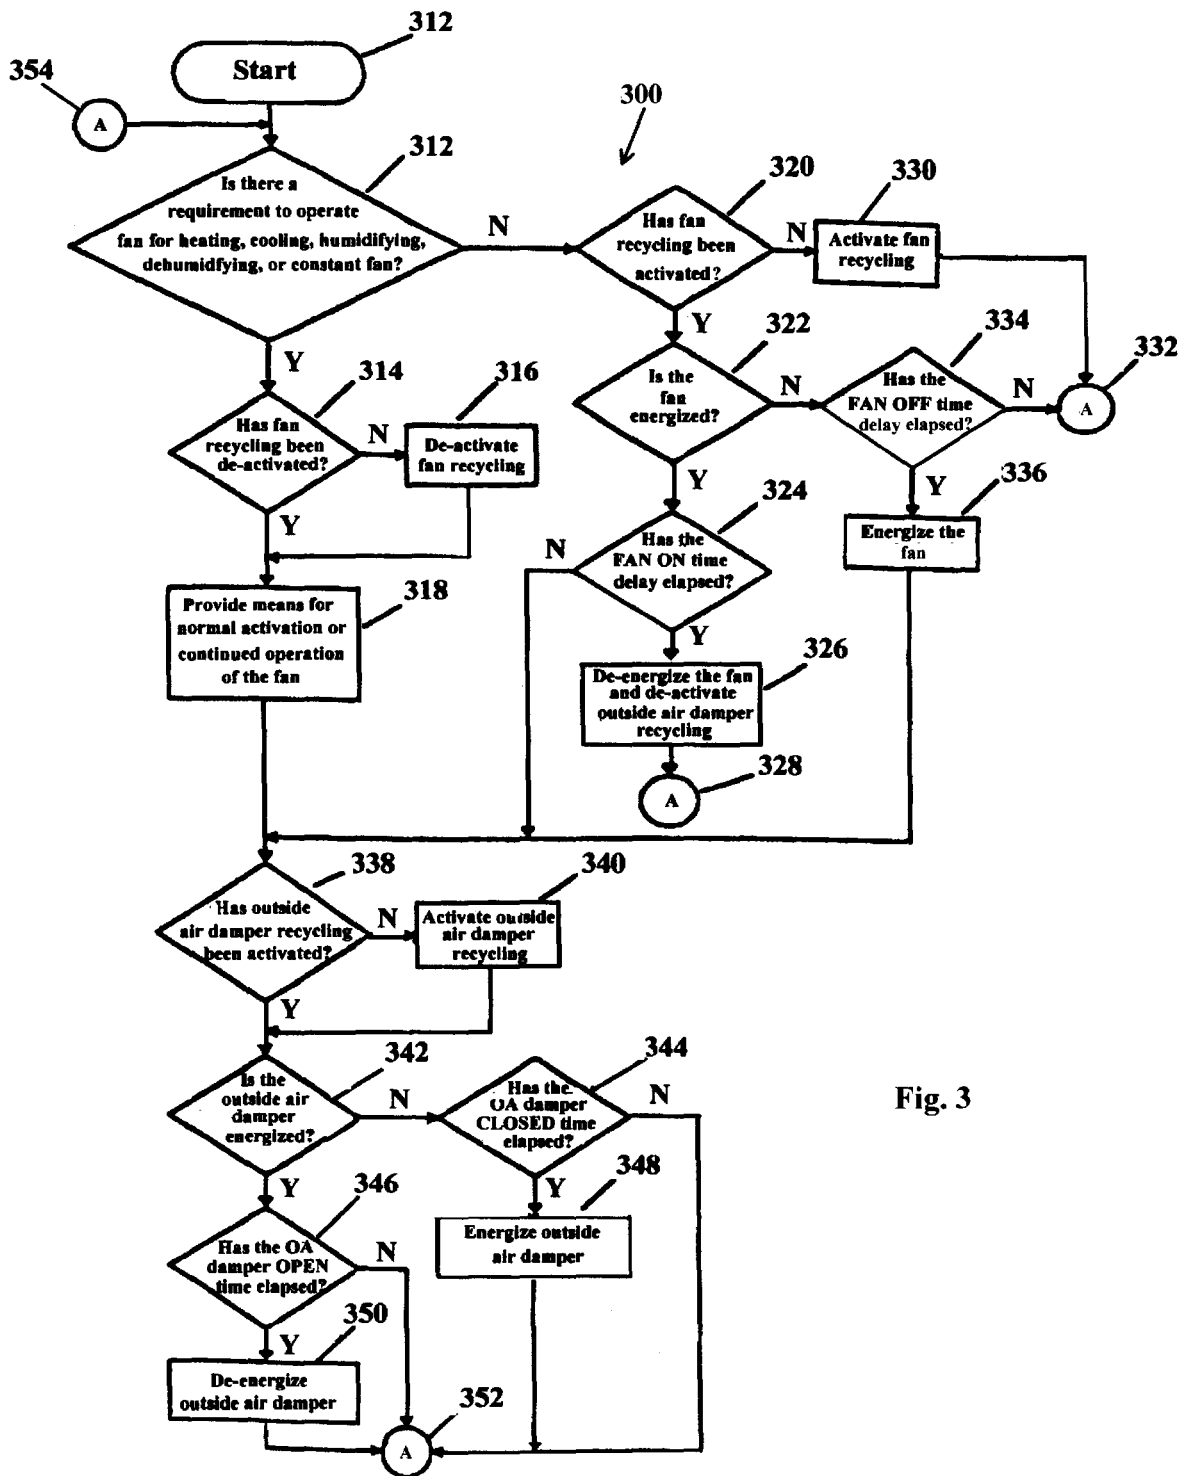 312
Start
354
A
300
312
Is there a
requirement to operate
fan for heating, cooling, humidifying,
dehumidfying, or constant fan?
N
320
Has fan
recycling been
activated?
N
330
Activate fan
recycling
Y
Y
322
Is the
fan
energized?
N
334
Has the
FAN OFF time
delay elapsed?
N
332
A
314
Has fan
recycling been
de-activated?
N
316
De-activate
fan recycling
Y
Y
324
Has the
FAN ON time
delay elapsed?
N
Y
336
Energize the
fan
318
Provide means for
normal activation or
continued operation
of the fan
Y
326
De-energize the fan
and de-activate
outside air damper
recycling
A
328
338
Has outside
air damper recycling
been activated?
N
340
Activate outside
air damper
recycling
Y
342
Is the
outside air
damper
energized?
N
344
Has the
OA damper
CLOSED time
elapsed?
N
Fig. 3
Y
Y
346
Has the OA
damper OPEN
time elapsed?
N
348
Energize outside
air damper
Y
350
De-energize
outside air damper
352
A